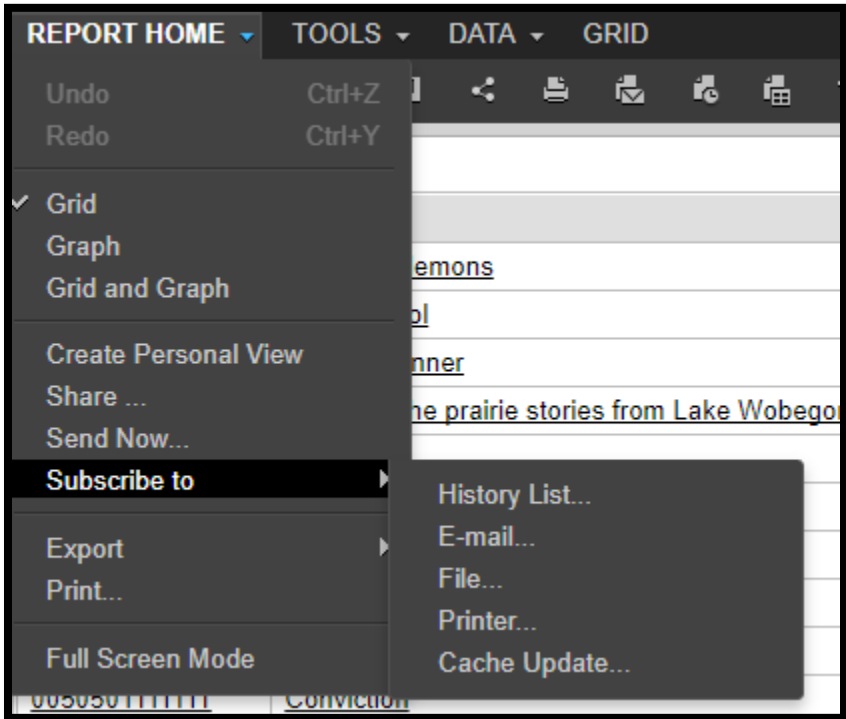 REPORT HOME TOOLS DATA GRID
Undo Ctrl+Z
Redo Ctrl+Y
Grid
Graph
emons
Grid and Graph
ol
Create Personal View
nner
Share ...
he prairie stories from Lake Wobegon
Send Now...
Subscribe to
History List...
E-mail...
Export
File...
Print...
Printer...
Full Screen Mode
Cache Update...
Conviction